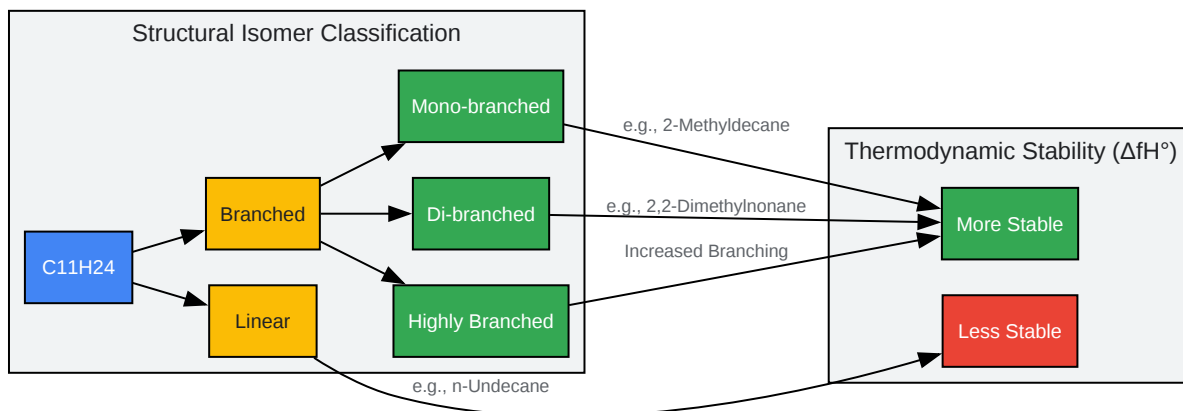 Structural Isomer Classification
Mono-branched
e.g., 2-Methyldecane
Thermodynamic Stability (ΔfH°)
Branched
Di-branched
e.g., 2,2-Dimethylnonane
More Stable
C11H24
Increased Branching
Linear
Highly Branched
Less Stable
e.g., n-Undecane